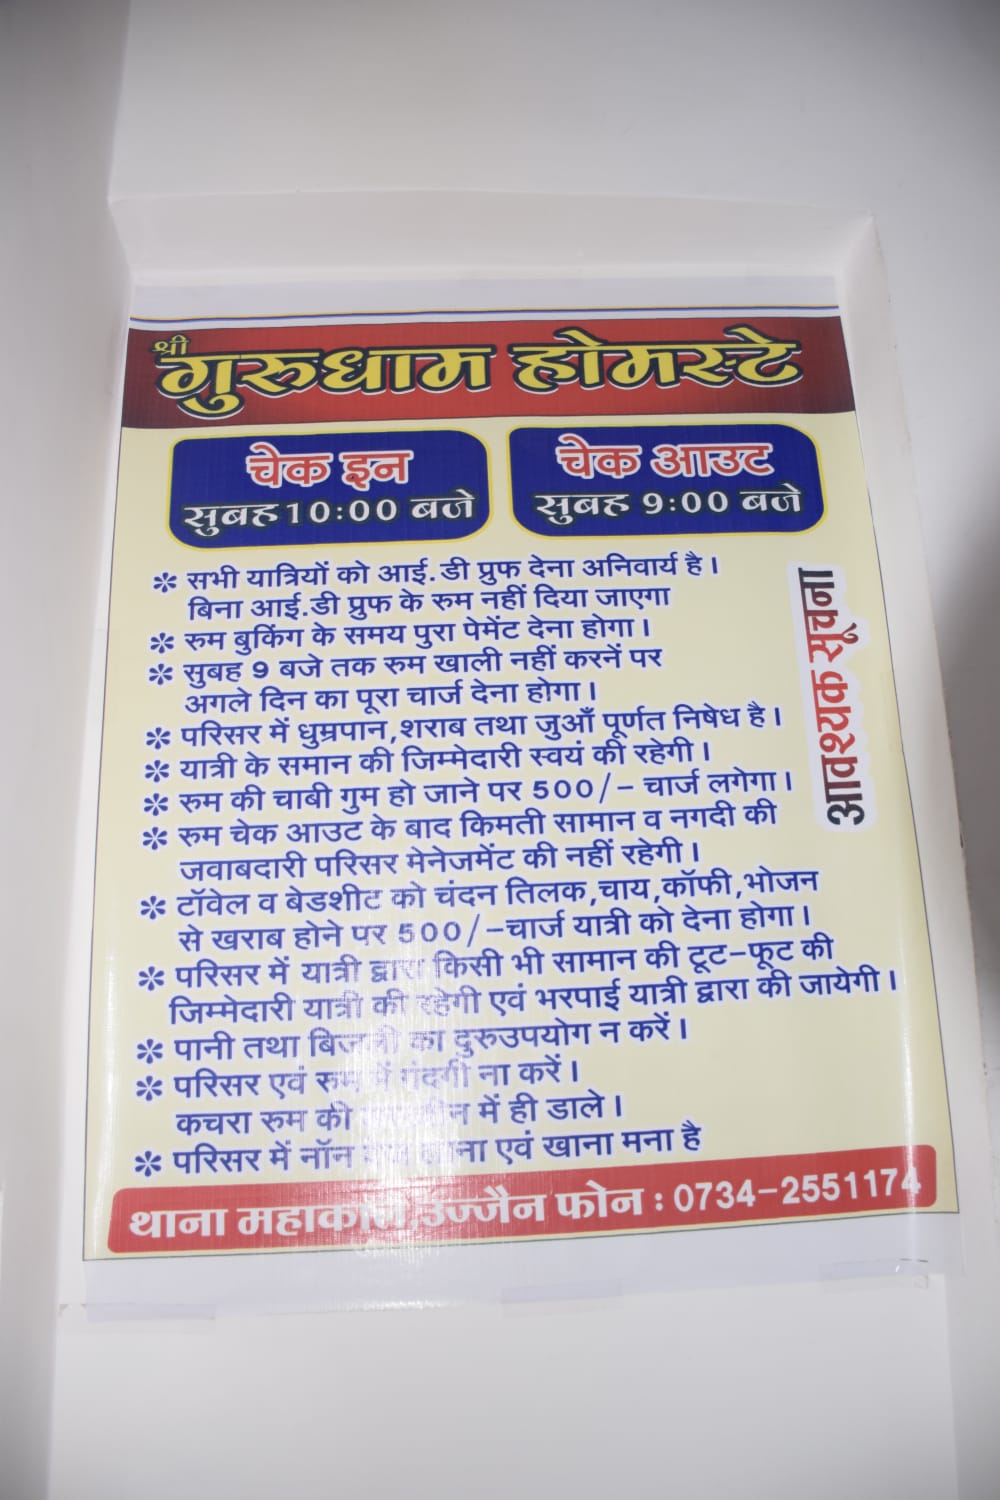 श्री
गुरुधाम होमस्टे
चेक इन
सुबह 10:00 बजे
चेक आउट
सुबह 9:00 बजे
आवश्यक सूचना
✼ सभी यात्रियों को आई.डी प्रुफ देना अनिवार्य है।
बिना आई.डी प्रुफ के रुम नहीं दिया जाएगा
✼ रुम बुकिंग के समय पुरा पेमेंट देना होगा।
✼ सुबह 9 बजे तक रुम खाली नहीं करनें पर
अगले दिन का पूरा चार्ज देना होगा।
✼ परिसर में धुम्रपान,शराब तथा जुआँ पूर्णत निषेध है।
✼ यात्री के समान की जिम्मेदारी स्वयं की रहेगी।
✼ रुम की चाबी गुम हो जाने पर 500/- चार्ज लगेगा।
✼ रुम चेक आउट के बाद किमती सामान व नगदी की
जवाबदारी परिसर मेनेजमेंट की नहीं रहेगी।
✼ टॉवेल व बेडशीट को चंदन तिलक,चाय,कॉफी,भोजन
से खराब होने पर 500/-चार्ज यात्री को देना होगा।
✼ परिसर में यात्री द्वारा किसी भी सामान की टूट-फूट की
जिम्मेदारी यात्री की रहेगी एवं भरपाई यात्री द्वारा की जायेगी।
✼ पानी तथा बिजली का दुरुउपयोग न करें।
✼ परिसर एवं रुम में गंदगी ना करें।
कचरा रुम की में ही डाले।
✼ परिसर में नॉन एवं खाना मना है
थाना महाकाल उज्जैन फोन : 0734-2551174